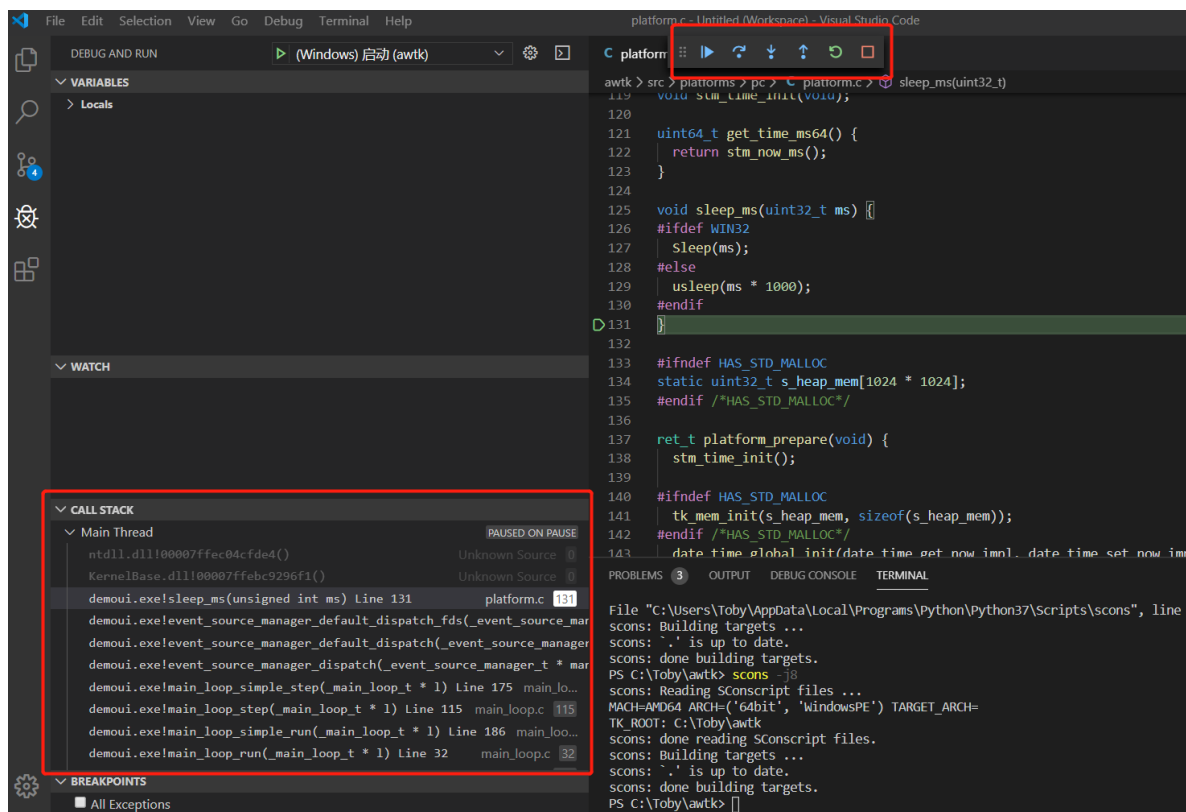 File Edit Selection View Go Debug Terminal Help
platform.c - Untitled (Workspace) - Visual Studio Code
DEBUG AND RUN
(Windows) 启动 (awtk)
VARIABLES
Locals
4
WATCH
CALL STACK
Main Thread PAUSED ON PAUSE
ntdll.dll!00007ffec04cfde4() Unknown Source 0
KernelBase.dll!00007ffebc9296f1() Unknown Source 0
demoui.exe!sleep_ms(unsigned int ms) Line 131 platform.c 131
demoui.exe!event_source_manager_default_dispatch_fds(_event_source_mar
demoui.exe!event_source_manager_default_dispatch(_event_source_manager
demoui.exe!event_source_manager_dispatch(_event_source_manager_t * mar
demoui.exe!main_loop_simple_step(_main_loop_t * l) Line 175 main_lo...
demoui.exe!main_loop_step(_main_loop_t * l) Line 115 main_loop.c 115
demoui.exe!main_loop_simple_run(_main_loop_t * l) Line 186 main_loo...
demoui.exe!main_loop_run(_main_loop_t * l) Line 32 main_loop.c 32
BREAKPOINTS
All Exceptions
C platform
awtk > src > platforms > pc > C platform.c > sleep_ms(uint32_t)
119 void stm_time_init(void);
120
121 uint64_t get_time_ms64() {
122 return stm_now_ms();
123 }
124
125 void sleep_ms(uint32_t ms) {
126 #ifdef WIN32
127 Sleep(ms);
128 #else
129 usleep(ms * 1000);
130 #endif
131 }
132
133 #ifndef HAS_STD_MALLOC
134 static uint32_t s_heap_mem[1024 * 1024];
135 #endif /*HAS_STD_MALLOC*/
136
137 ret_t platform_prepare(void) {
138 stm_time_init();
139
140 #ifndef HAS_STD_MALLOC
141 tk_mem_init(s_heap_mem, sizeof(s_heap_mem));
142 #endif /*HAS_STD_MALLOC*/
143 date_time_global_init(date_time_get_now_impl, date_time_set_now_imp
PROBLEMS 3 OUTPUT DEBUG CONSOLE TERMINAL
File "C:\Users\Toby\AppData\Local\Programs\Python\Python37\Scripts\scons", line
scons: Building targets ...
scons: `.' is up to date.
scons: done building targets.
PS C:\Toby\awtk> scons -j8
scons: Reading SConscript files ...
MACH=AMD64 ARCH=('64bit', 'WindowsPE') TARGET_ARCH=
TK_ROOT: C:\Toby\awtk
scons: done reading SConscript files.
scons: Building targets ...
scons: `.' is up to date.
scons: done building targets.
PS C:\Toby\awtk>